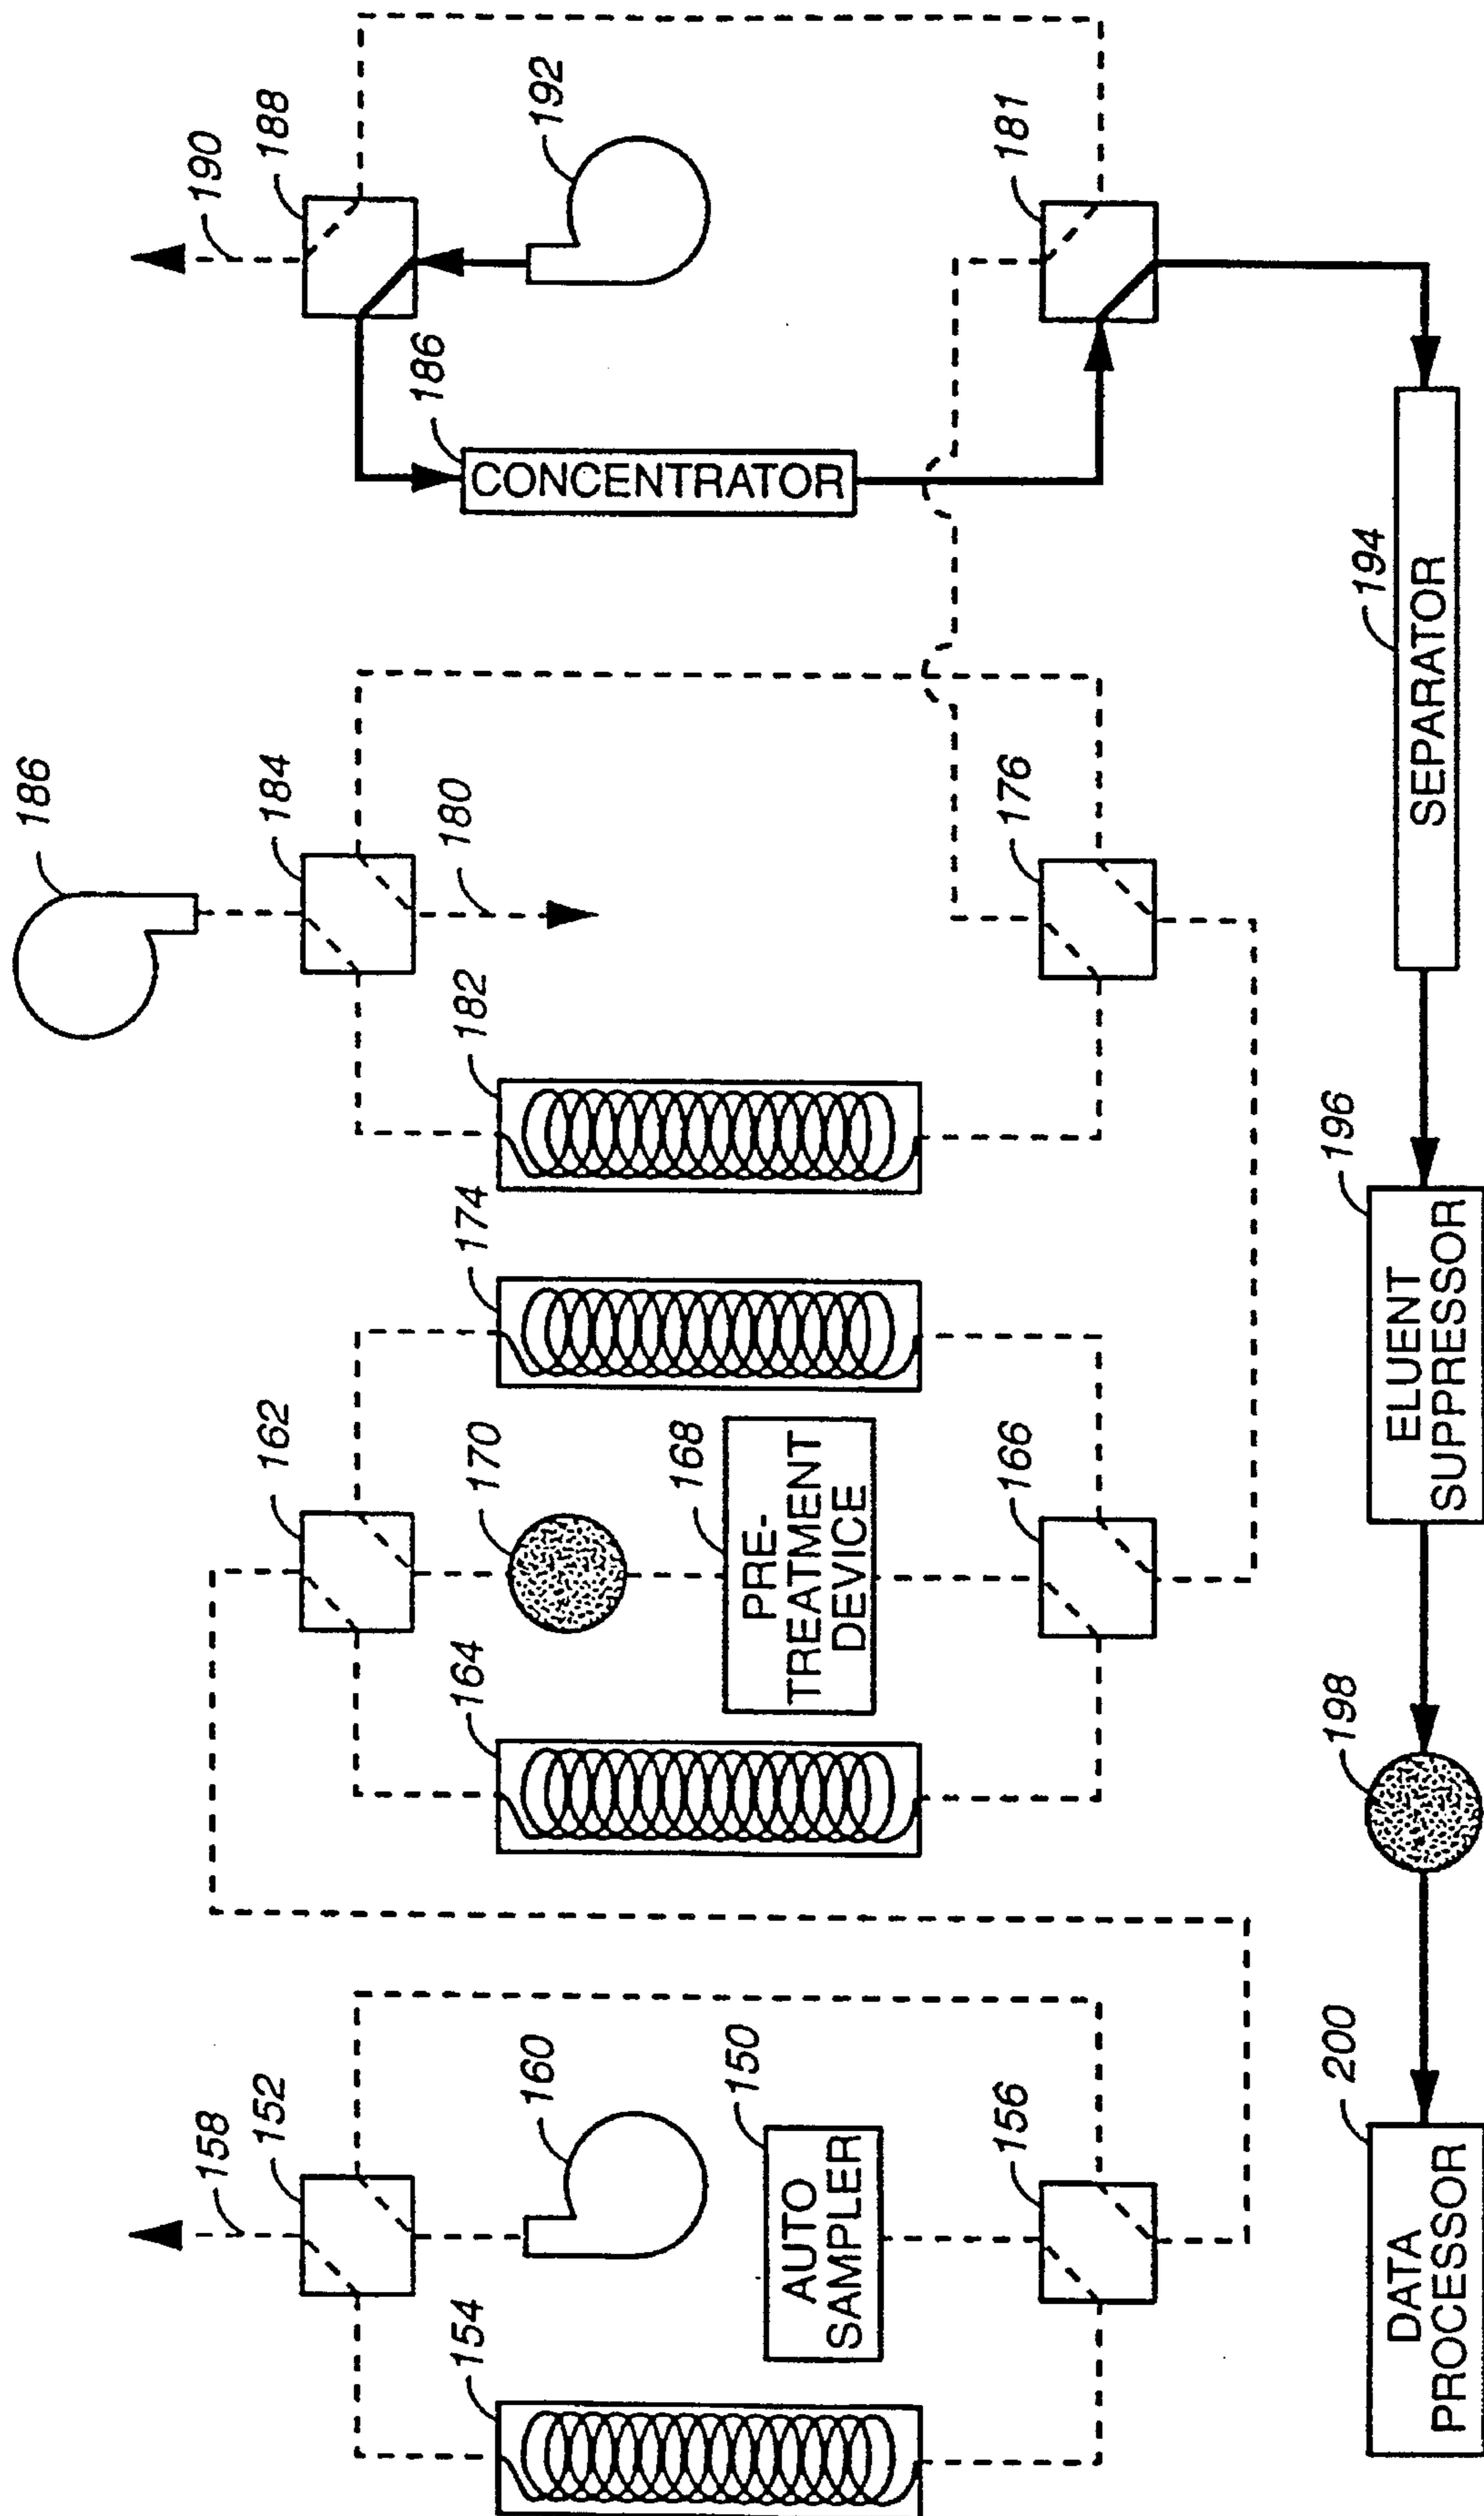 186
190
188
158
152
162
184
192
160
170
180
154
164
174
182
186
150
AUTO
SAMPLER
168
PRE-
TREATMENT
DEVICE
CONCENTRATOR
156
166
176
181
200
DATA
PROCESSOR
198
196
ELUENT
SUPPRESSOR
194
SEPARATOR